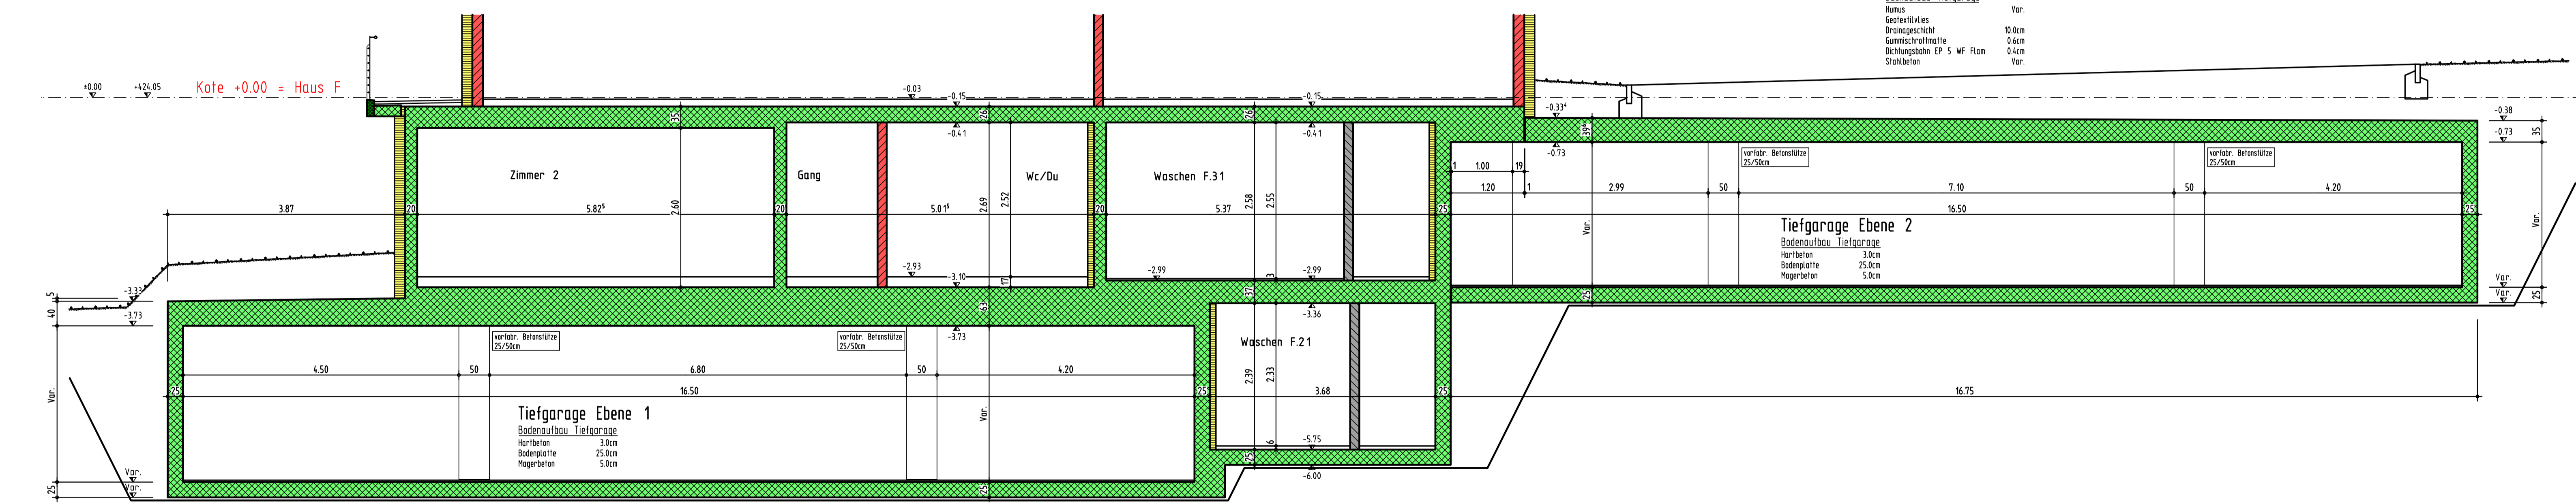 Humus Var.
Geotextilvlies
Drainageschicht 10.0cm
Gummischrottmatte 0.6cm
Dichtungsbahn EP 5 WF Flam 0.4cm
Stahlbeton Var.
±0.00
+424.05
Kote +0.00 = Haus F
-0.03
-0.15
-0.15
-0.33⁴
-0.38
35
26
26
-0.41
-0.41
39⁴
-0.73
-0.73
35
vorfabr. Betonstütze
25/50cm
vorfabr. Betonstütze
25/50cm
Zimmer 2
Gang
Wc/Du
Waschen F.31
1
1.00
19
1.20
1
2.99
50
7.10
50
4.20
3.87
20
5.82⁵
2.60
20
5.01⁵
2.69
2.52
20
5.37
2.58
2.55
25
16.50
25
Var.
Var.
Tiefgarage Ebene 2
Bodenaufbau Tiefgarage
Hartbeton 3.0cm
Bodenplatte 25.0cm
Magerbeton 5.0cm
-2.93
-3.10
17
-2.99
3
-2.99
Var.
Var.
25
25
5
-3.33
40
-3.73
63
37
-3.36
-3.73
vorfabr. Betonstütze
25/50cm
vorfabr. Betonstütze
25/50cm
Waschen F.21
4.50
50
6.80
50
4.20
2.39
2.33
25
16.50
25
3.68
25
16.75
Var.
Var.
Tiefgarage Ebene 1
Bodenaufbau Tiefgarage
Hartbeton 3.0cm
Bodenplatte 25.0cm
Magerbeton 5.0cm
6
-5.75
25
-6.00
Var.
Var.
25
25